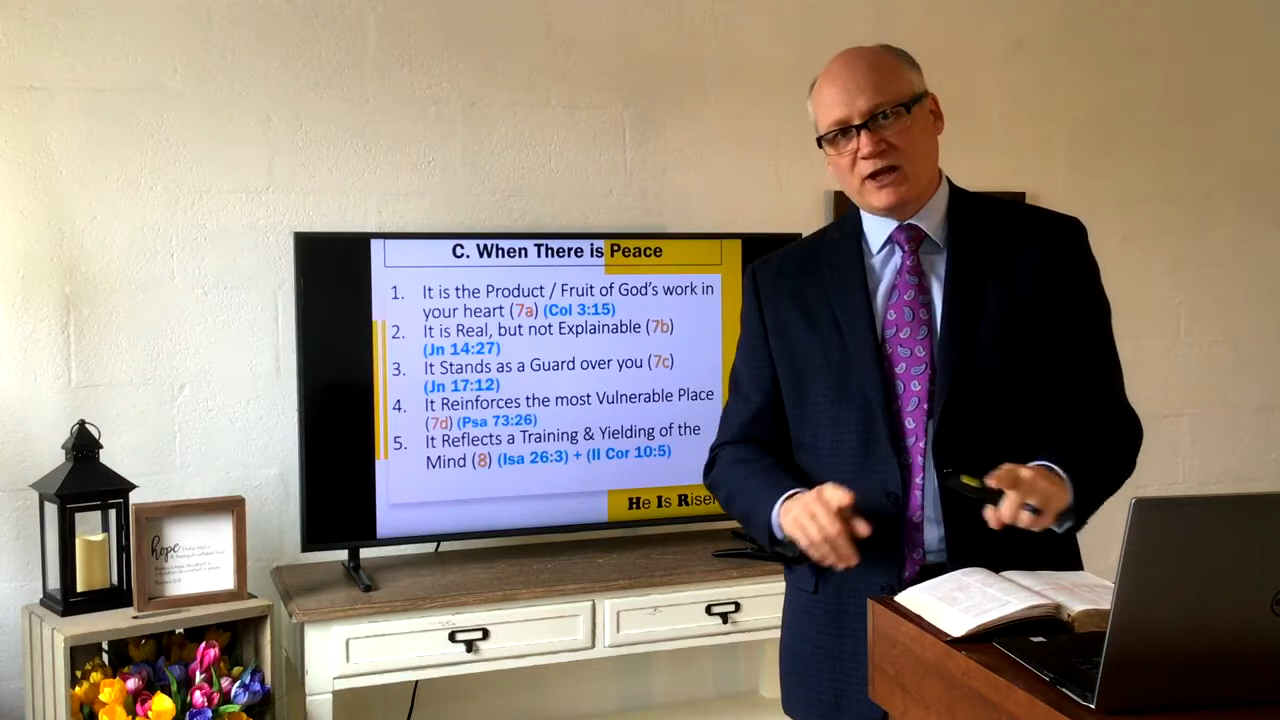 C. When There is Peace
1. It is the Product / Fruit of God's work in
your heart (7a) (Col 3:15)
2. It is Real, but not Explainable (7b)
(Jn 14:27)
3. It Stands as a Guard over you (7c)
(Jn 17:12)
4. It Reinforces the most Vulnerable Place
(7d) (Psa 73:26)
5. It Reflects a Training & Yielding of the
Mind (8) (Isa 26:3) + (II Cor 10:5)
He Is Risen
hope